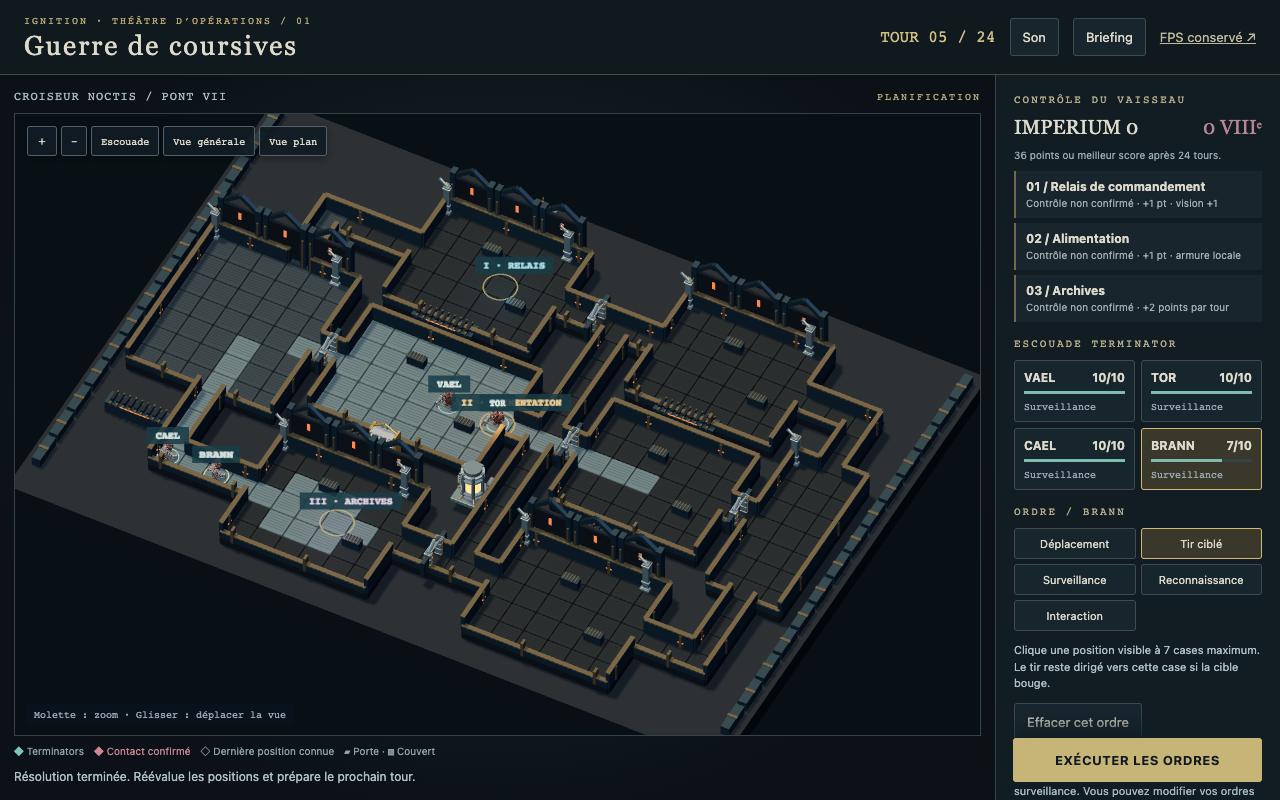 IGNITION · THÉÂTRE D'OPÉRATIONS / 01
Guerre de coursives
TOUR 05 / 24
Son
Briefing
FPS conservé ↗
CROISEUR NOCTIS / PONT VII
PLANIFICATION
+
−
Escouade
Vue générale
Vue plan
I · RELAIS
VAEL
II
TOR
ENTATION
CAEL
BRANN
III · ARCHIVES
Molette : zoom · Glisser : déplacer la vue
Terminators
Contact confirmé
Dernière position connue
Porte ·
Couvert
Résolution terminée. Réévalue les positions et prépare le prochain tour.
CONTRÔLE DU VAISSEAU
IMPERIUM 0
0 VIIIe
36 points ou meilleur score après 24 tours.
01 / Relais de commandement
Contrôle non confirmé · +1 pt · vision +1
02 / Alimentation
Contrôle non confirmé · +1 pt · armure locale
03 / Archives
Contrôle non confirmé · +2 points par tour
ESCOUADE TERMINATOR
VAEL 10/10
Surveillance
TOR 10/10
Surveillance
CAEL 10/10
Surveillance
BRANN 7/10
Surveillance
ORDRE / BRANN
Déplacement
Tir ciblé
Surveillance
Reconnaissance
Interaction
Clique une position visible à 7 cases maximum.
Le tir reste dirigé vers cette case si la cible
bouge.
Effacer cet ordre
EXÉCUTER LES ORDRES
surveillance. Vous pouvez modifier vos ordres